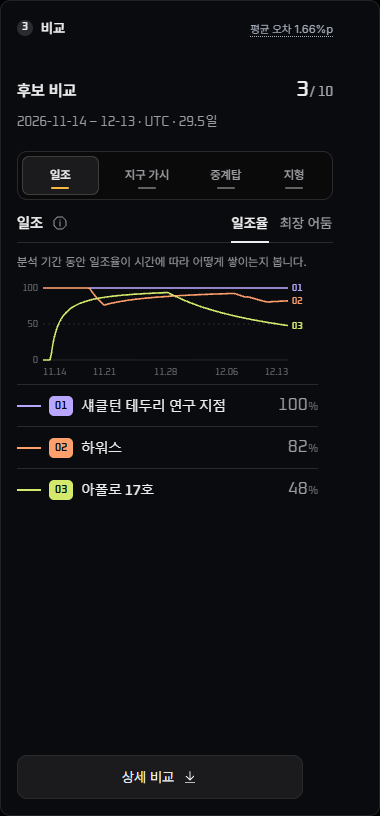 3 비교 평균 오차 1.66%p
후보 비교 3/ 10
2026-11-14 – 12-13 · UTC · 29.5일
일조 지구 가시 중계탑 지형
일조 일조율 최장 어둠
분석 기간 동안 일조율이 시간에 따라 어떻게 쌓이는지 봅니다.
100 01
02
50 03
0
11.14 11.21 11.28 12.06 12.13
01 섀클턴 테두리 연구 지점 100%
02 하워스 82%
03 아폴로 17호 48%
상세 비교